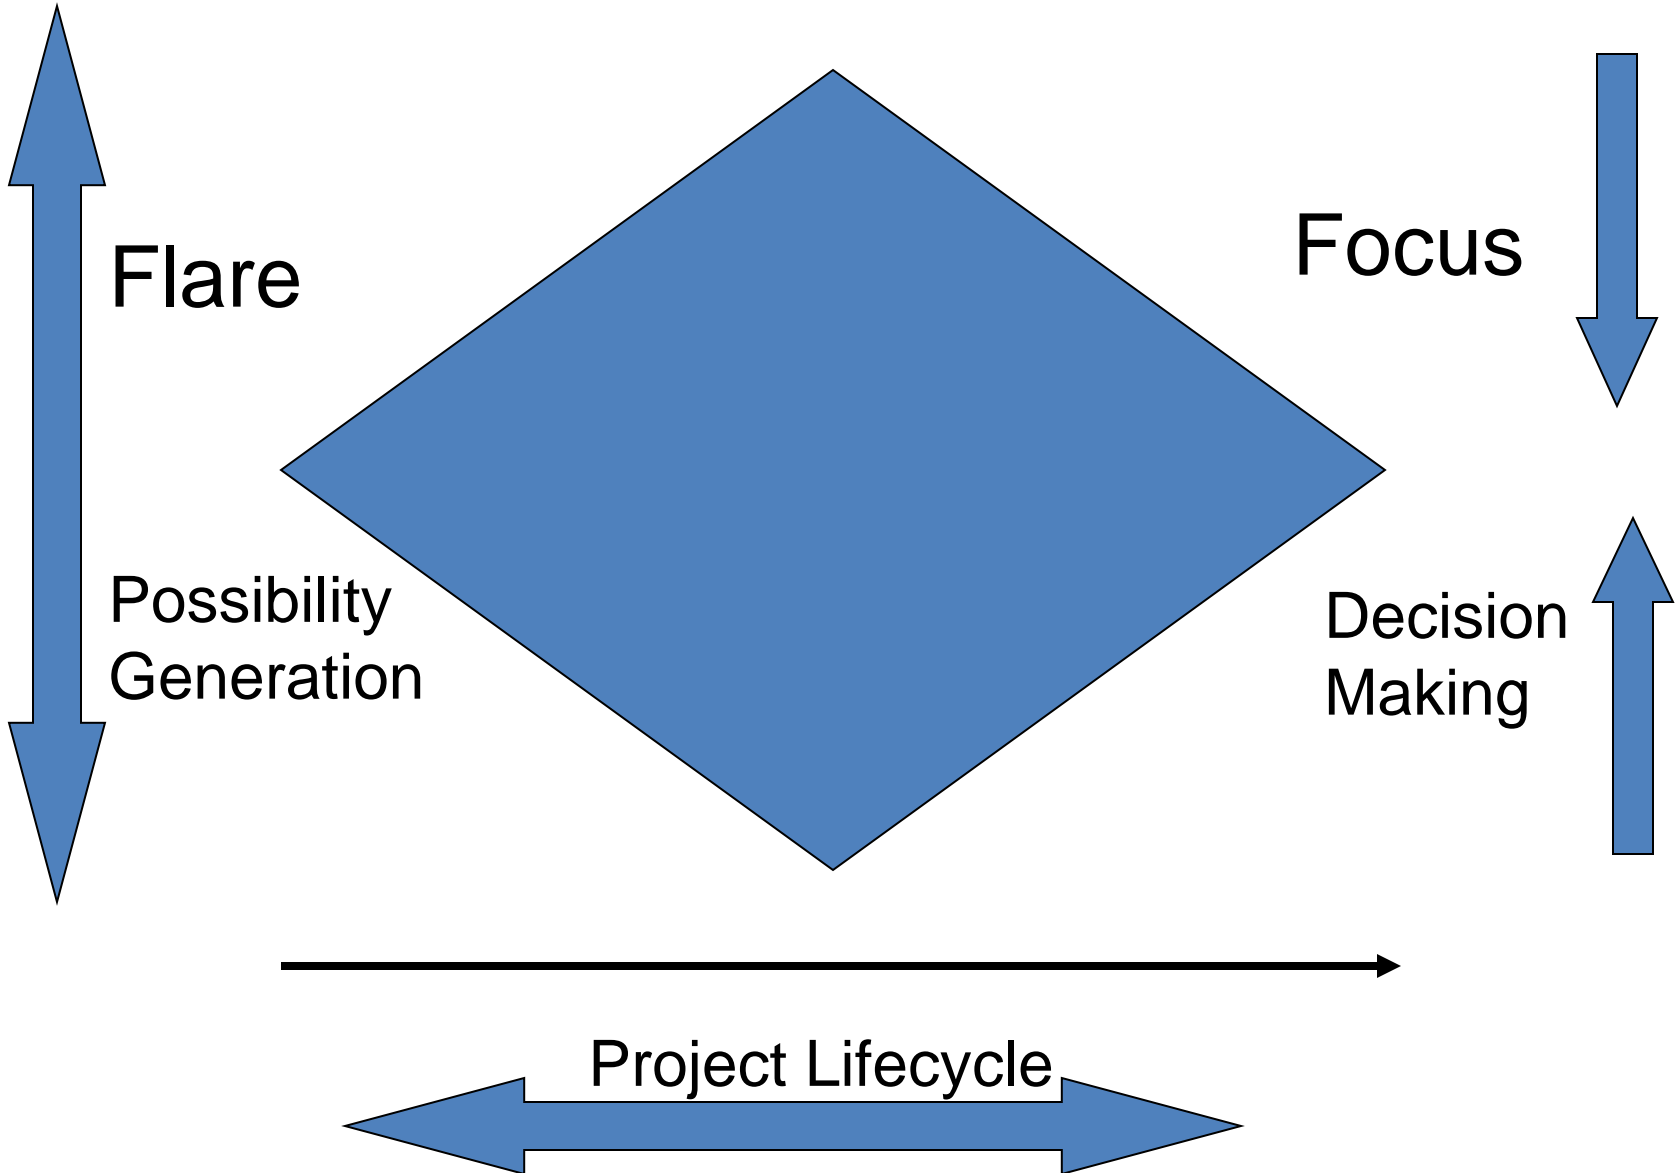 Flare
Focus
Possibility
Generation
Decision
Making
Project Lifecycle